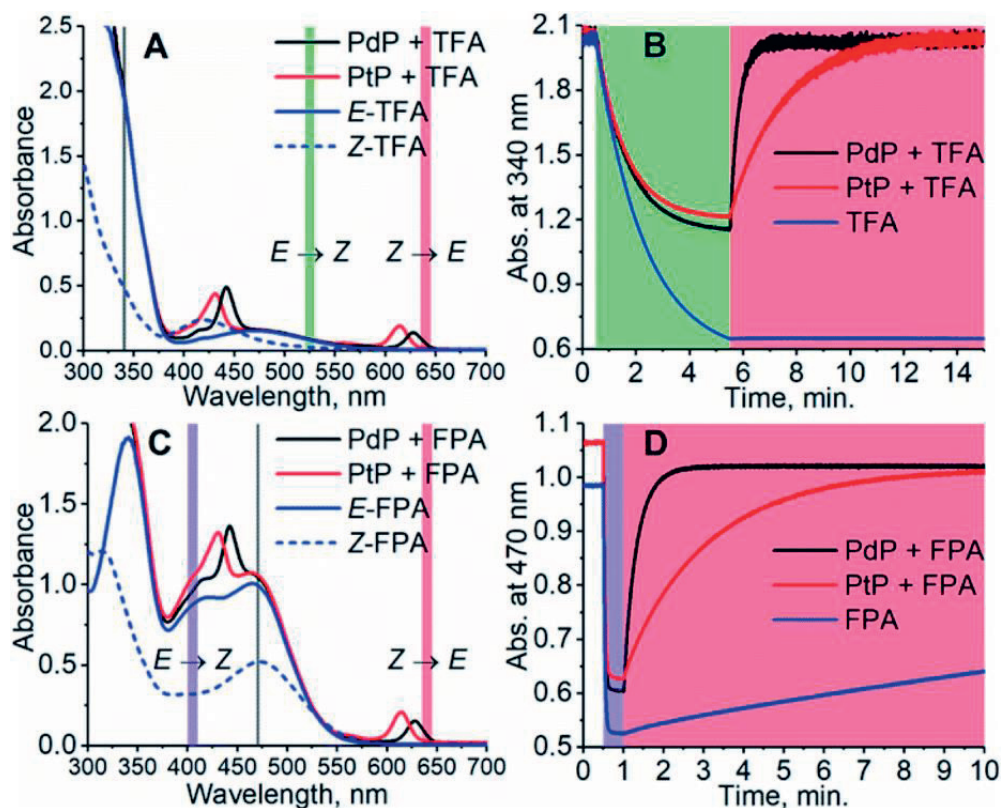 A
PdP + TFA
PtP + TFA
E-TFA
Z-TFA
E → Z
Z → E
Absorbance
2.5
2.0
1.5
1.0
0.5
0.0
300 350 400 450 500 550 600 650 700
Wavelength, nm
B
PdP + TFA
PtP + TFA
TFA
Abs. at 340 nm
2.1
1.8
1.5
1.2
0.9
0.6
0 5 10 15
Time, min.
C
PdP + FPA
PtP + FPA
E-FPA
Z-FPA
E → Z
Z → E
Absorbance
2.0
1.5
1.0
0.5
0.0
300 350 400 450 500 550 600 650 700
Wavelength, nm
D
PdP + FPA
PtP + FPA
FPA
Abs. at 470 nm
1.1
1.0
0.9
0.8
0.7
0.6
0.5
0 1 2 3 4 5 6 7 8 9 10
Time, min.